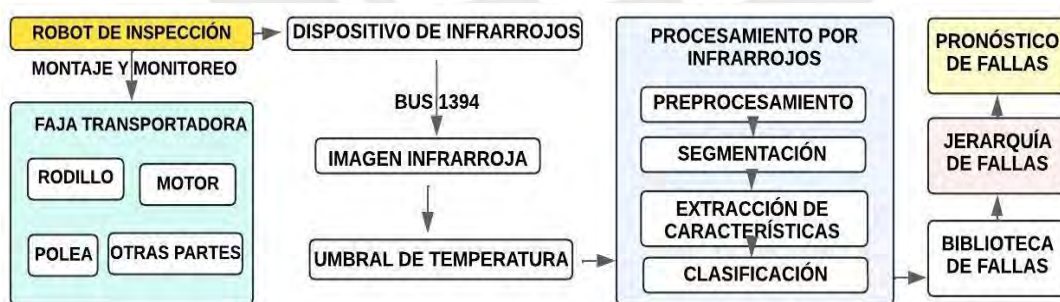 ROBOT DE INSPECCIÓN
MONTAJE Y MONITOREO
FAJA TRANSPORTADORA
RODILLO
MOTOR
POLEA
OTRAS PARTES
DISPOSITIVO DE INFRARROJOS
BUS 1394
IMAGEN INFRARROJA
UMBRAL DE TEMPERATURA
PROCESAMIENTO POR
INFRARROJOS
PREPROCESAMIENTO
SEGMENTACIÓN
EXTRACCIÓN DE
CARACTERÍSTICAS
CLASIFICACIÓN
PRONÓSTICO
DE FALLAS
JERARQUÍA
DE FALLAS
BIBLIOTECA
DE FALLAS